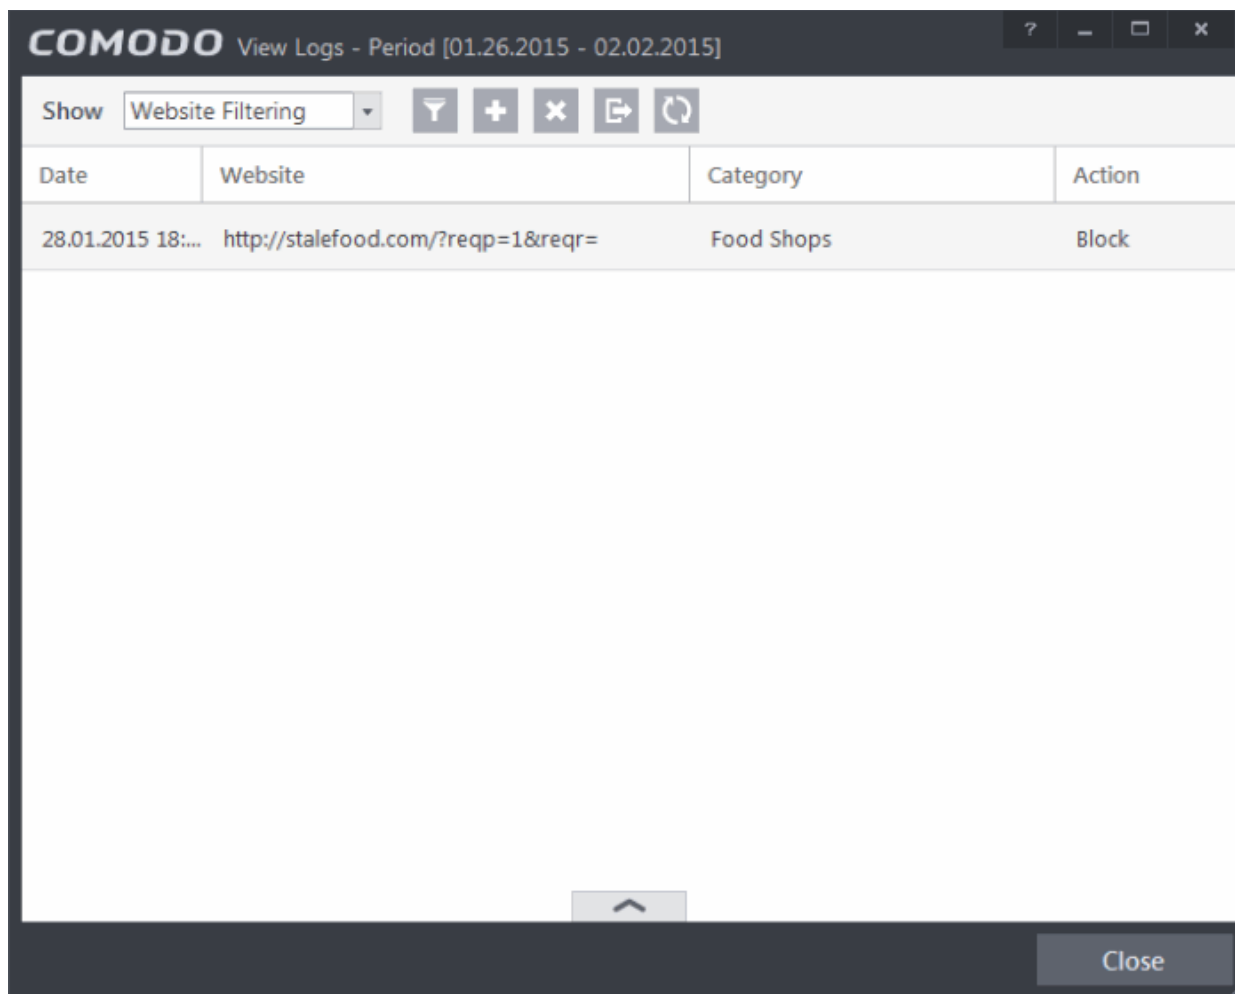 COMODO View Logs - Period [01.26.2015 - 02.02.2015] ?
Show Website Filtering
Date Website Category Action
28.01.2015 18:... http://stalefood.com/?reqp=1&reqr= Food Shops Block
Close